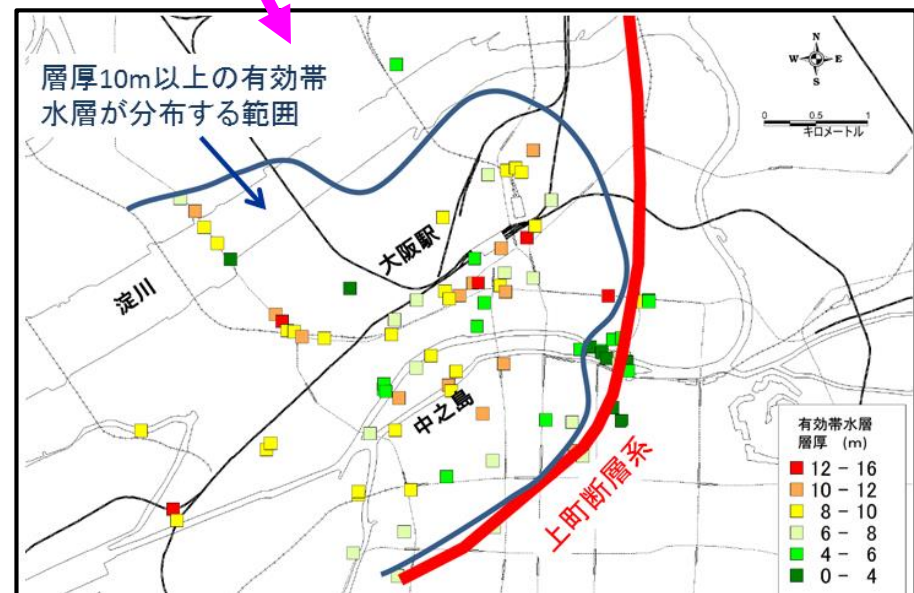 層厚10m以上の有効帯
水層が分布する範囲
N
W E
S
0 0.5 1
キロメートル
大阪駅
淀川
中之島
上町断層系
有効帯水層
層厚 (m)
12 - 16
10 - 12
8 - 10
6 - 8
4 - 6
0 - 4